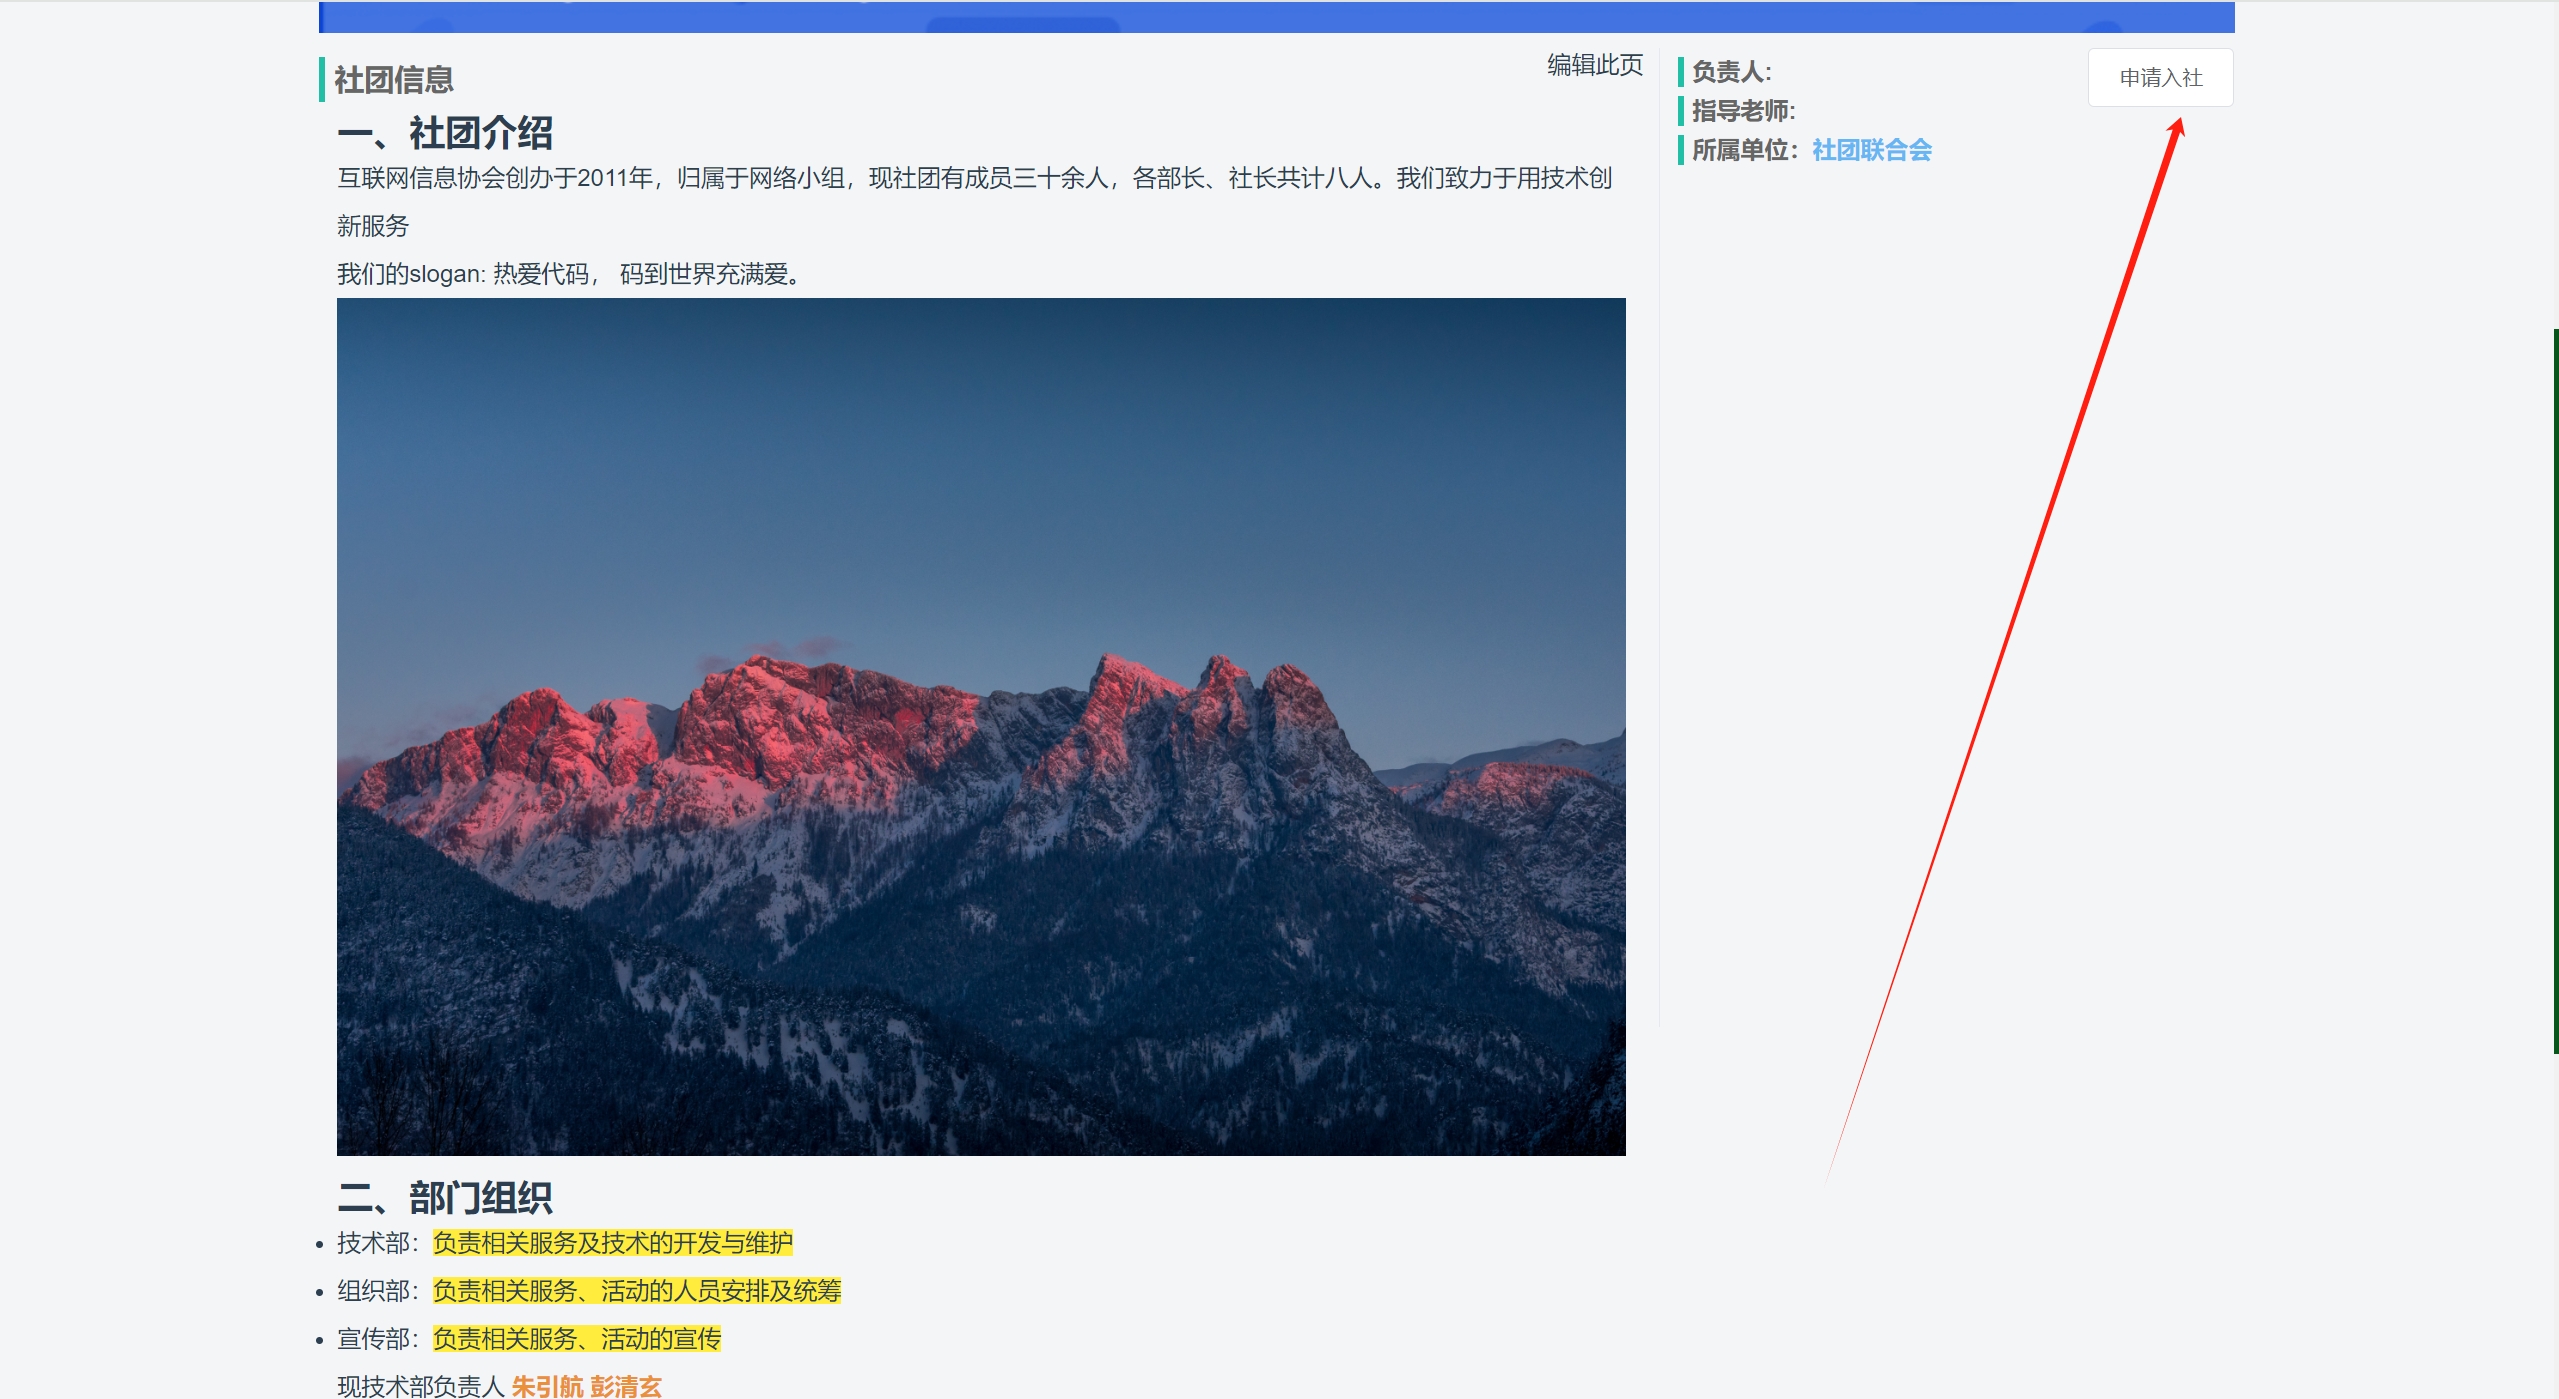 社团信息
编辑此页
一、社团介绍
互联网信息协会创办于2011年，归属于网络小组，现社团有成员三十余人，各部长、社长共计八人。我们致力于用技术创
新服务
我们的slogan: 热爱代码， 码到世界充满爱。
二、部门组织
技术部：负责相关服务及技术的开发与维护
组织部：负责相关服务、活动的人员安排及统筹
宣传部：负责相关服务、活动的宣传
现技术部负责人 朱引航 彭清玄
负责人:
指导老师:
所属单位：社团联合会
申请入社